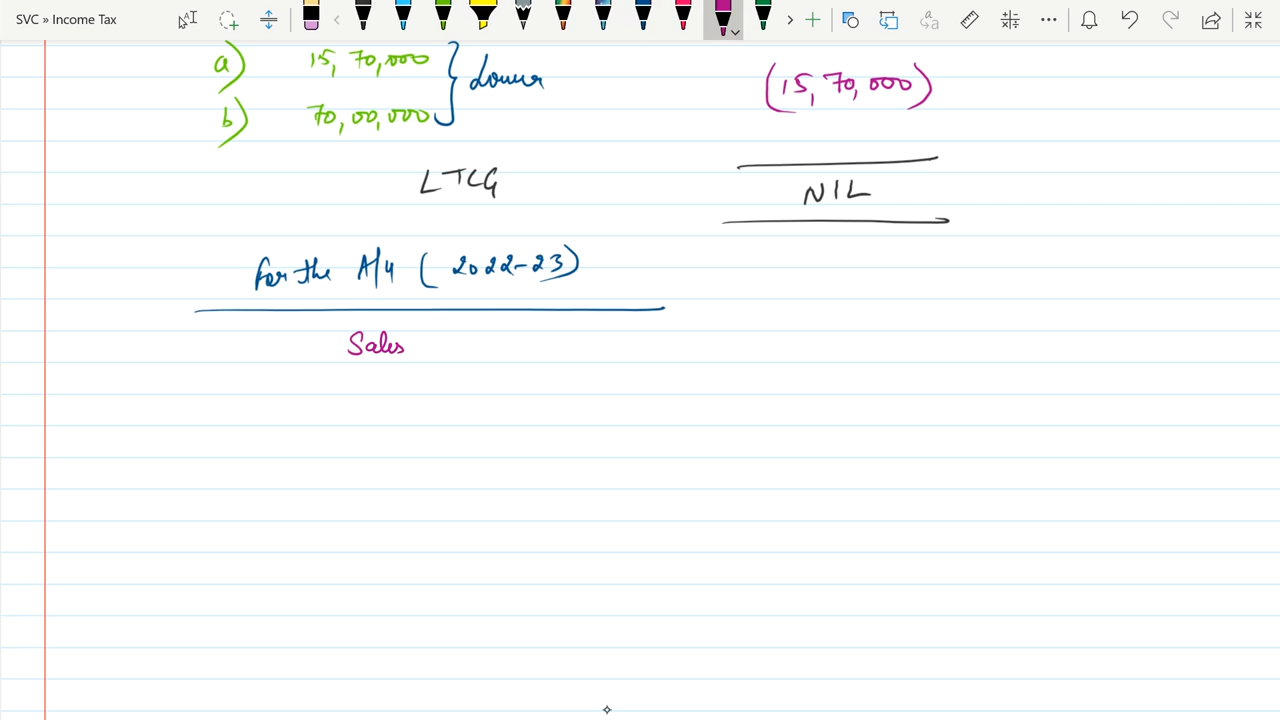 SVC » Income Tax
a) 15, 70,000
b) 70,00,000
Lower
(15, 70,000)
LTCG NIL
for the A/y ( 2022-23)
Sales